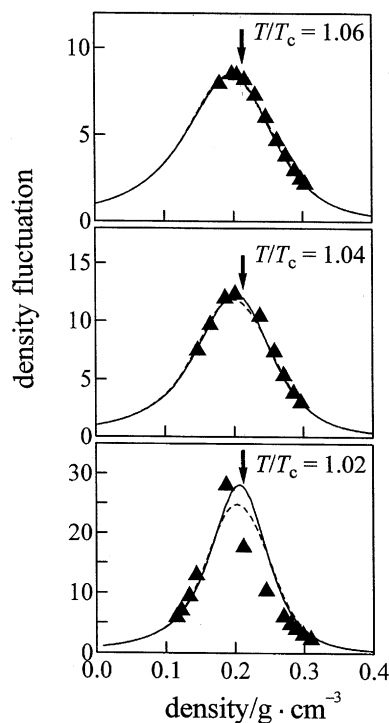 T/Tc = 1.06
10
5
0
T/Tc = 1.04
15
10
5
0
T/Tc = 1.02
30
20
10
0
0.0 0.1 0.2 0.3 0.4
density/g · cm⁻³
density fluctuation